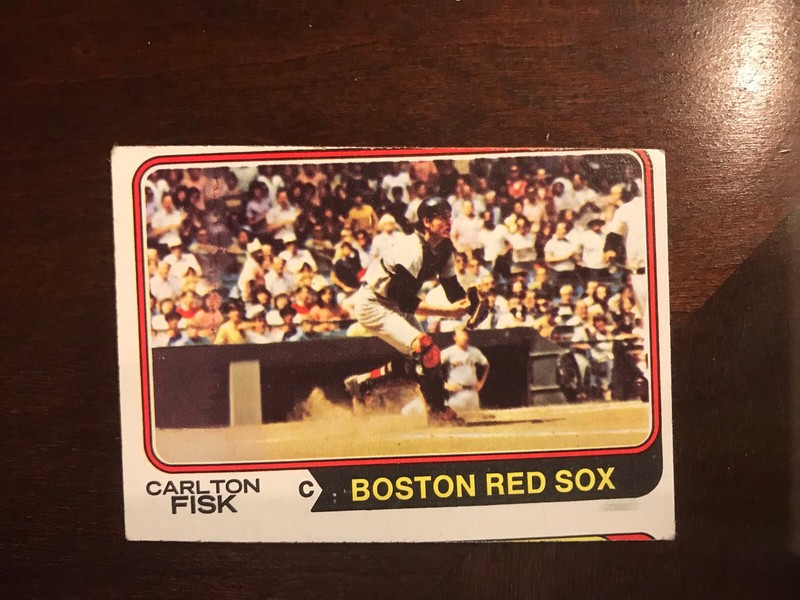 CARLTON
FISK
C
BOSTON RED SOX